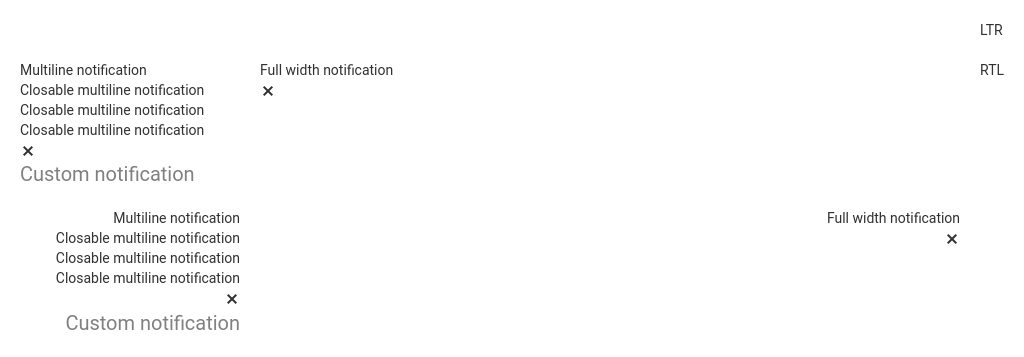 LTR
Multiline notification
Closable multiline notification
Closable multiline notification
Closable multiline notification
Custom notification
Full width notification
RTL
Multiline notification
Closable multiline notification
Closable multiline notification
Closable multiline notification
Custom notification
Full width notification